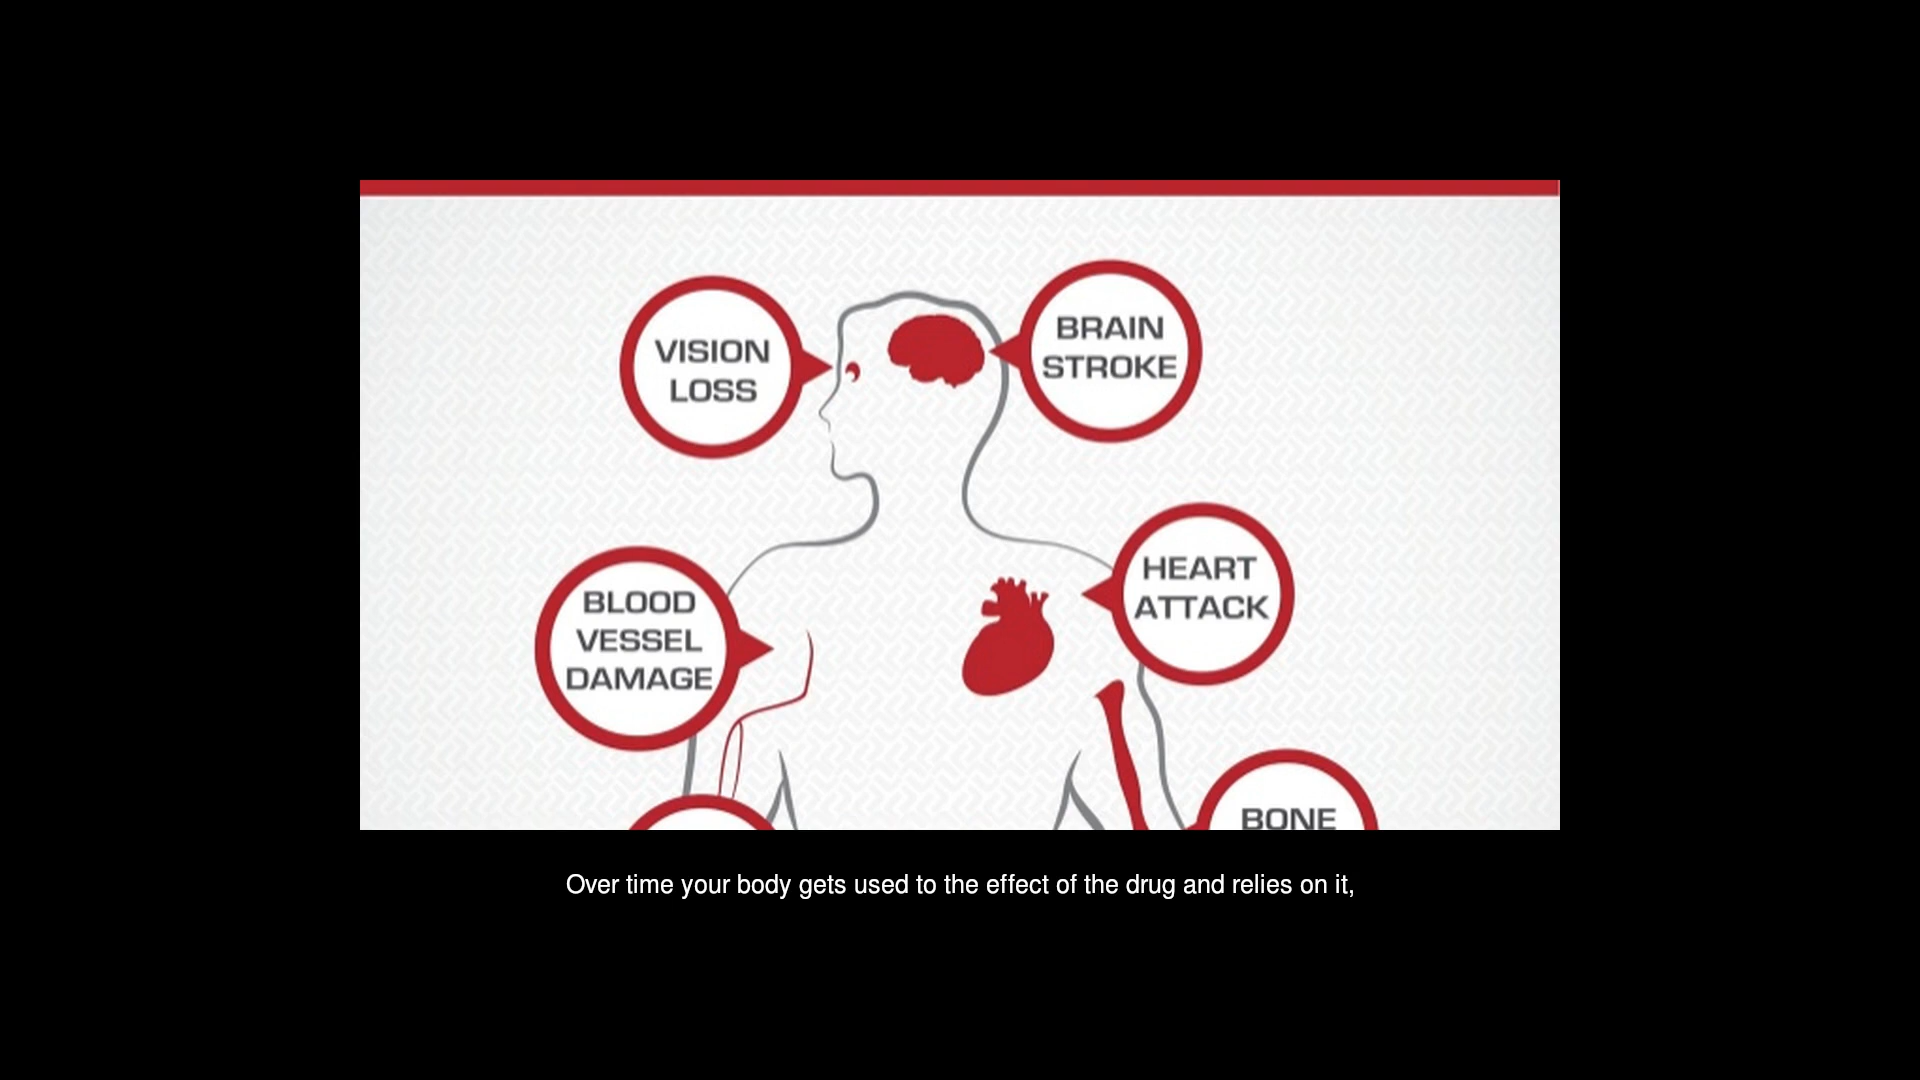 VISION
LOSS
BRAIN
STROKE
HEART
ATTACK
BLOOD
VESSEL
DAMAGE
BONE
Over time your body gets used to the effect of the drug and relies on it,